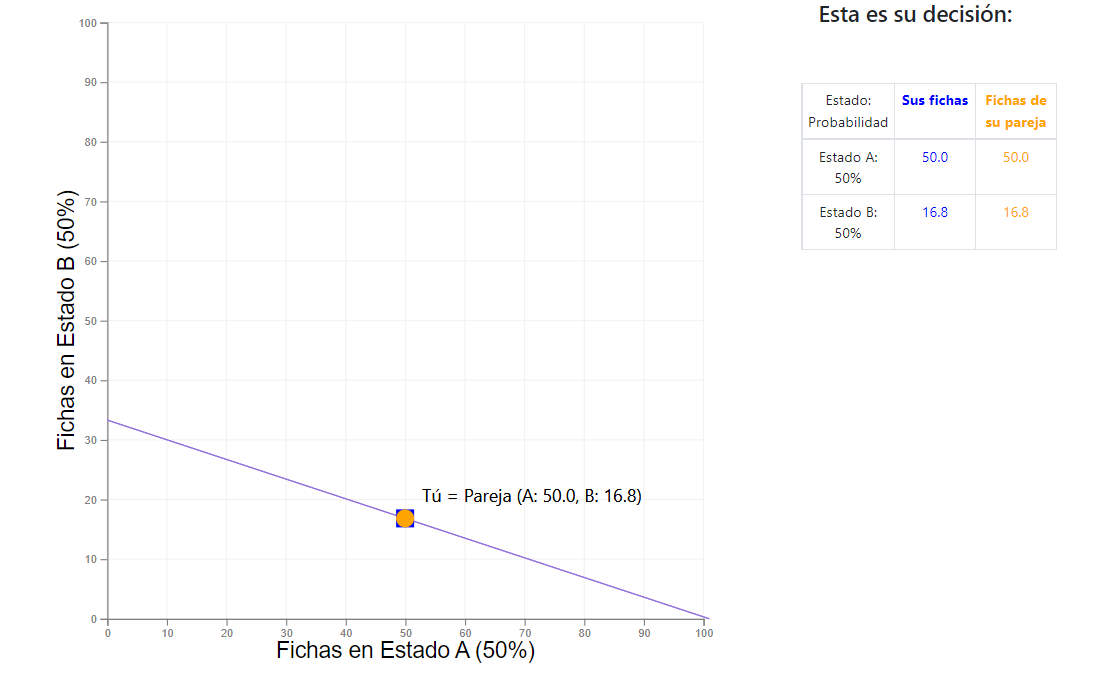 Esta es su decisión:
Estado: Probabilidad
Sus fichas
Fichas de su pareja
Estado A: 50%
50.0
50.0
Estado B: 50%
16.8
16.8
Fichas en Estado B (50%)
100
90
80
70
60
50
40
30
20
10
0
Tú = Pareja (A: 50.0, B: 16.8)
0
10
20
30
40
50
60
70
80
90
100
Fichas en Estado A (50%)